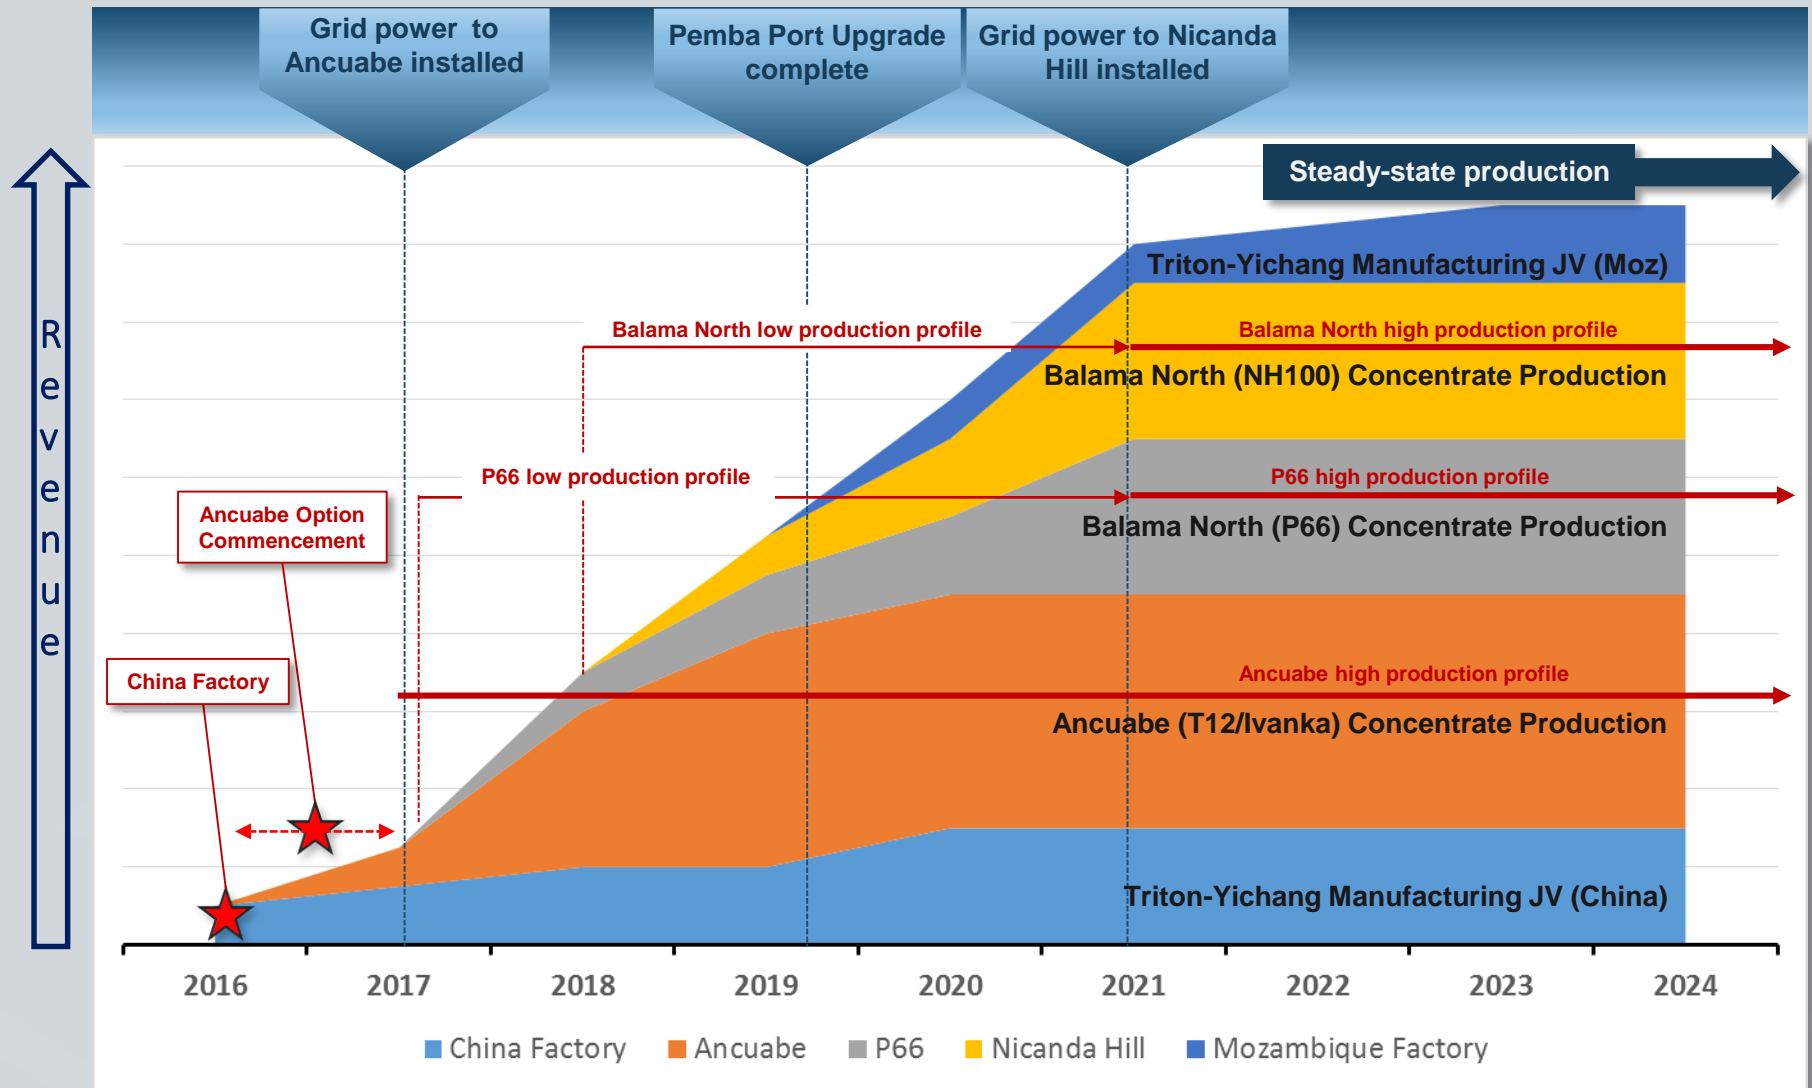 Grid power to
Ancuabe installed
Pemba Port Upgrade
complete
Grid power to Nicanda
Hill installed
Steady-state production
Revenue
Triton-Yichang Manufacturing JV (Moz)
Balama North low production profile
Balama North high production profile
Balama North (NH100) Concentrate Production
P66 low production profile
P66 high production profile
Balama North (P66) Concentrate Production
Ancuabe Option
Commencement
China Factory
Ancuabe high production profile
Ancuabe (T12/Ivanka) Concentrate Production
Triton-Yichang Manufacturing JV (China)
2016 2017 2018 2019 2020 2021 2022 2023 2024
China Factory Ancuabe P66 Nicanda Hill Mozambique Factory